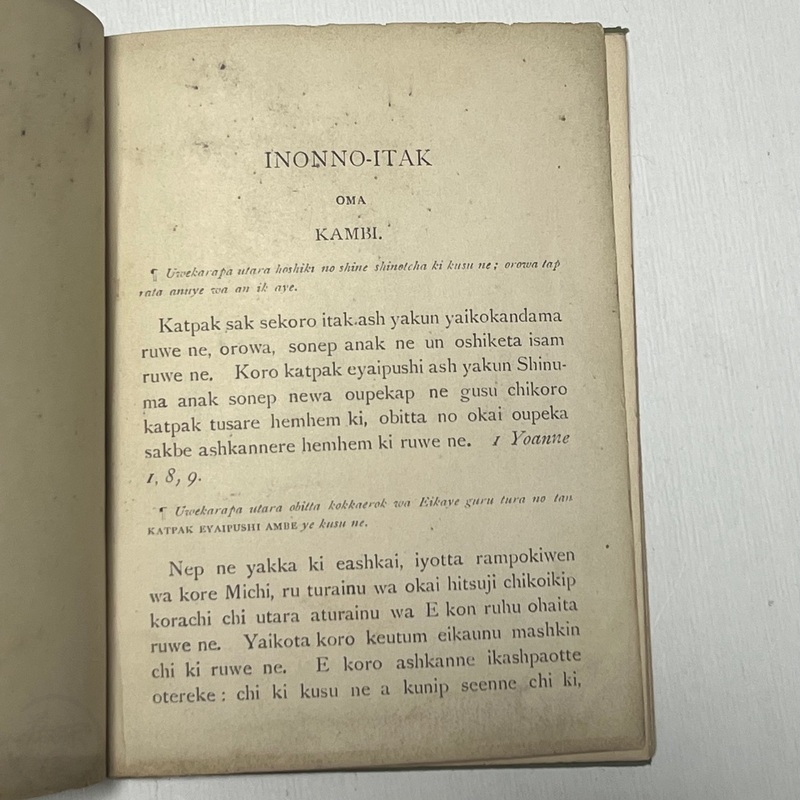 INONNO-ITAK
OMA
KAMBI.
¶ Uwekarapa utara hoshiki no shine shinotcha ki kusu ne; orowa tap
rata anuye wa an ik aye.
Katpak sak sekoro itak ash yakun yaikokandama
ruwe ne, orowa, sonep anak ne un oshiketa isam
ruwe ne. Koro katpak eyaipushi ash yakun Shinu-
ma anak sonep newa oupekap ne gusu chikoro
katpak tusare hemhem ki, obitta no okai oupeka
sakbe ashkannere hemhem ki ruwe ne. 1 Yoanne
1, 8, 9.
¶ Uwekarapa utara obitta kokkaerok wa Eikaye guru tura no tan
KATPAK EYAIPUSHI AMBE ye kusu ne.
Nep ne yakka ki eashkai, iyotta rampokiwen
wa kore Michi, ru turainu wa okai hitsuji chikoikip
korachi chi utara aturainu wa E kon ruhu ohaita
ruwe ne. Yaikota koro keutum eikaunu mashkin
chi ki ruwe ne. E koro ashkanne ikashpaotte
otereke: chi ki kusu ne a kunip seenne chi ki,